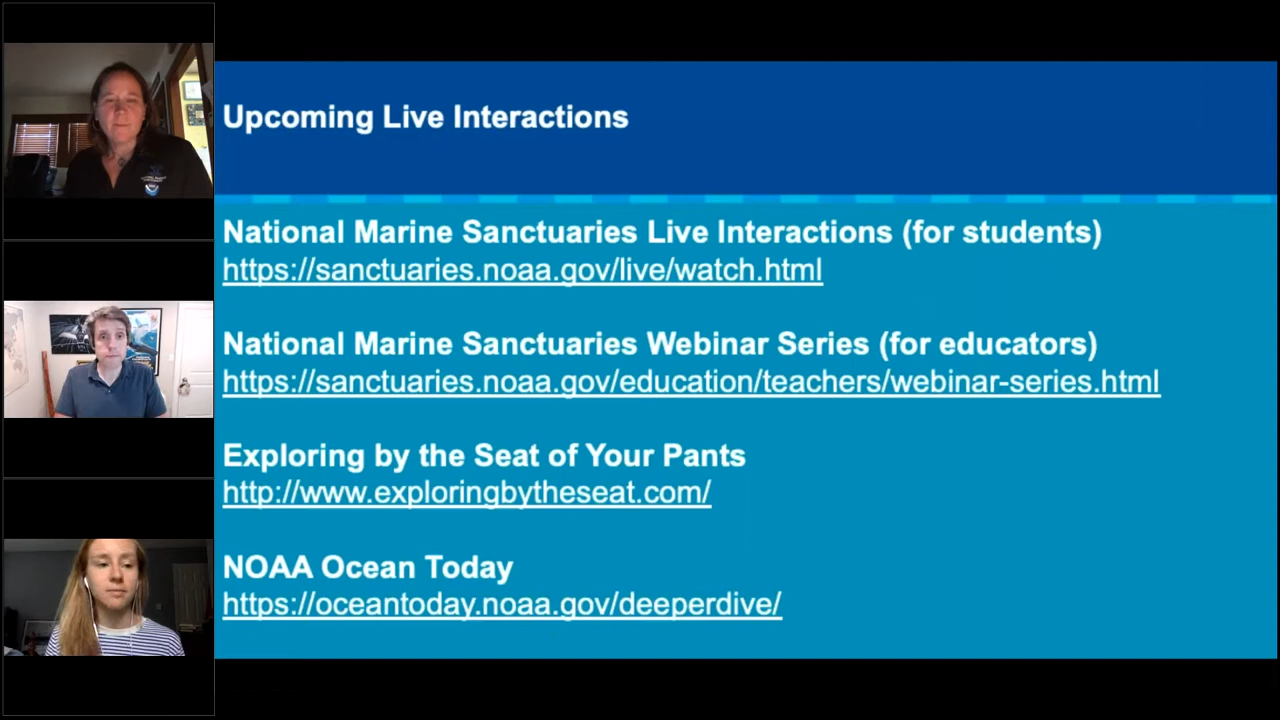 Upcoming Live Interactions
National Marine Sanctuaries Live Interactions (for students)
https://sanctuaries.noaa.gov/live/watch.html
National Marine Sanctuaries Webinar Series (for educators)
https://sanctuaries.noaa.gov/education/teachers/webinar-series.html
Exploring by the Seat of Your Pants
http://www.exploringbytheseat.com/
NOAA Ocean Today
https://oceantoday.noaa.gov/deeperdive/